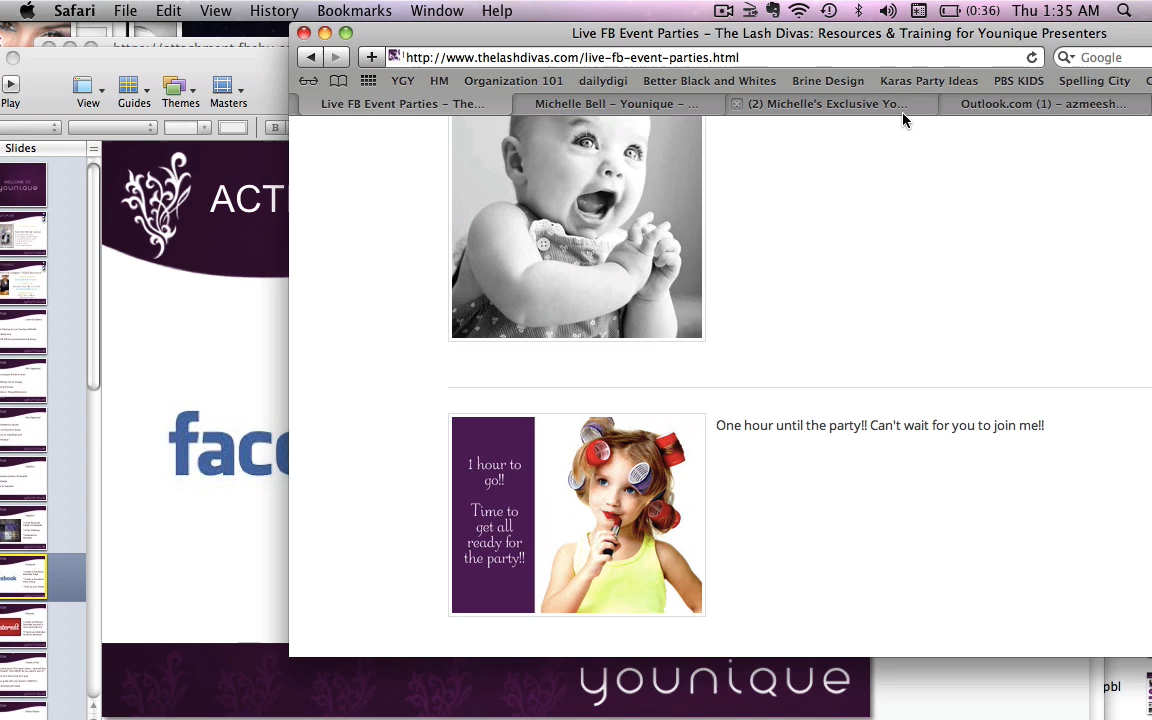 Safari File Edit View History Bookmarks Window Help (0:36) Thu 1:35 AM
Live FB Event Parties – The Lash Divas: Resources & Training for Younique Presenters
http://www.thelashdivas.com/live-fb-event-parties.html
Google
YGY HM Organization 101 dailydigi Better Black and Whites Brine Design Karas Party Ideas PBS KIDS Spelling City
Live FB Event Parties – The... Michelle Bell – Younique – ... (2) Michelle's Exclusive Yo... Outlook.com (1) – azmeesh...
Play View Guides Themes Masters
B
Slides
ACTI
facebook
One hour until the party!! Can't wait for you to join me!!
1 hour to
go!!
Time to
get all
ready for
the party!!
younique
pbl